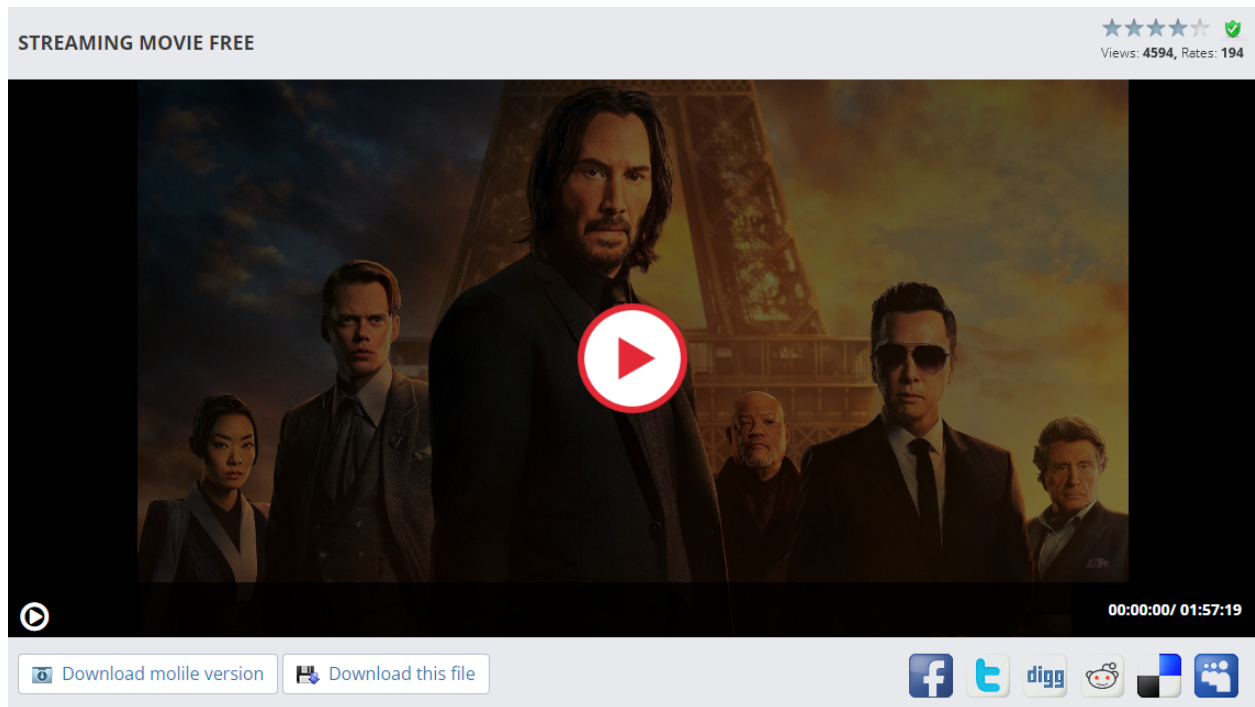 STREAMING MOVIE FREE
Views: 4594, Rates: 194
00:00:00/ 01:57:19
Download molile version
Download this file
digg